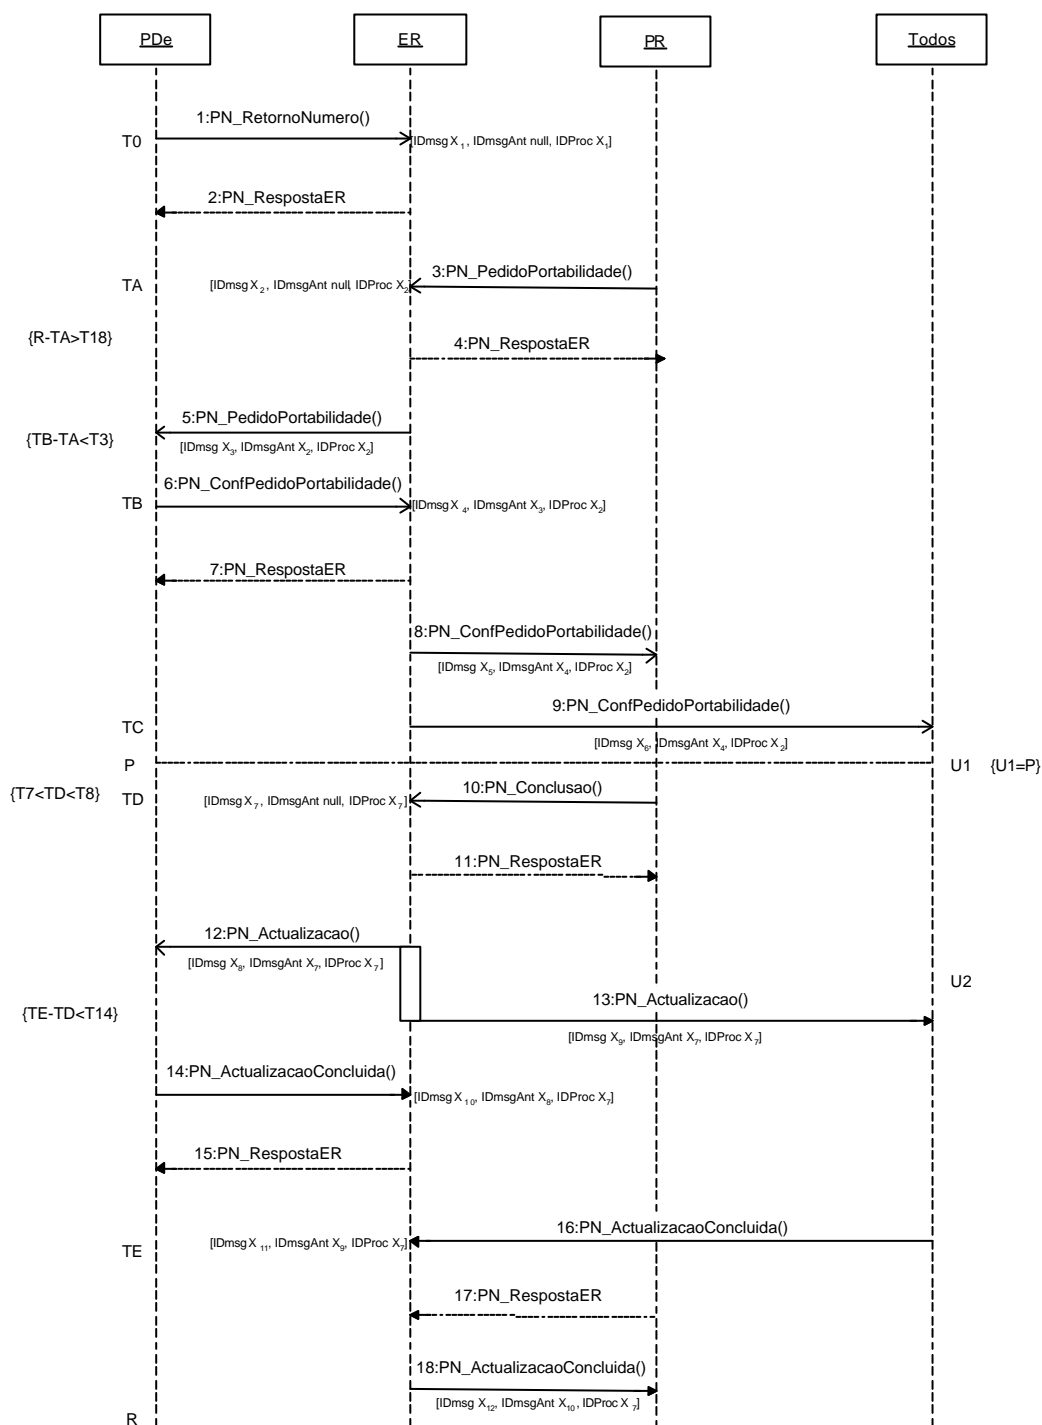 PDe ER PR Todos
1:PN_RetornoNumero()
T0 [IDmsg X1, IDmsgAnt null, IDProc X1]
2:PN_RespostaER
3:PN_PedidoPortabilidade()
TA [IDmsg X2, IDmsgAnt null, IDProc X2]
{R-TA>T18}
4:PN_RespostaER
5:PN_PedidoPortabilidade()
{TB-TA<T3}
[IDmsg X3, IDmsgAnt X2, IDProc X2]
6:PN_ConfPedidoPortabilidade()
TB [IDmsg X4, IDmsgAnt X3, IDProc X2]
7:PN_RespostaER
8:PN_ConfPedidoPortabilidade()
[IDmsg X5, IDmsgAnt X4, IDProc X2]
9:PN_ConfPedidoPortabilidade()
TC
[IDmsg X6, IDmsgAnt X4, IDProc X2]
P U1 {U1=P}
10:PN_Conclusao()
{T7<TD<T8} TD [IDmsg X7, IDmsgAnt null, IDProc X7]
11:PN_RespostaER
12:PN_Actualizacao()
[IDmsg X8, IDmsgAnt X7, IDProc X7]
U2
13:PN_Actualizacao()
{TE-TD<T14}
[IDmsg X9, IDmsgAnt X7, IDProc X7]
14:PN_ActualizacaoConcluida()
[IDmsg X10, IDmsgAnt X8, IDProc X7]
15:PN_RespostaER
16:PN_ActualizacaoConcluida()
TE [IDmsg X11, IDmsgAnt X9, IDProc X7]
17:PN_RespostaER
18:PN_ActualizacaoConcluida()
[IDmsg X12, IDmsgAnt X10, IDProc X7]
R